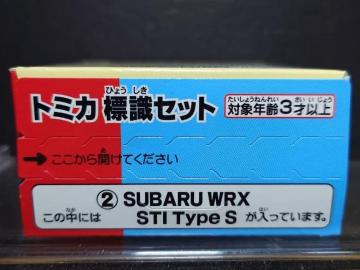 トミカ 標識セット
ひょう しき
対象年齢3才以上
たいしょうねんれい さい いじょう
→ ここから開けてください
あ
② SUBARU WRX
STI Type S
この中には が入っています。
なか はい